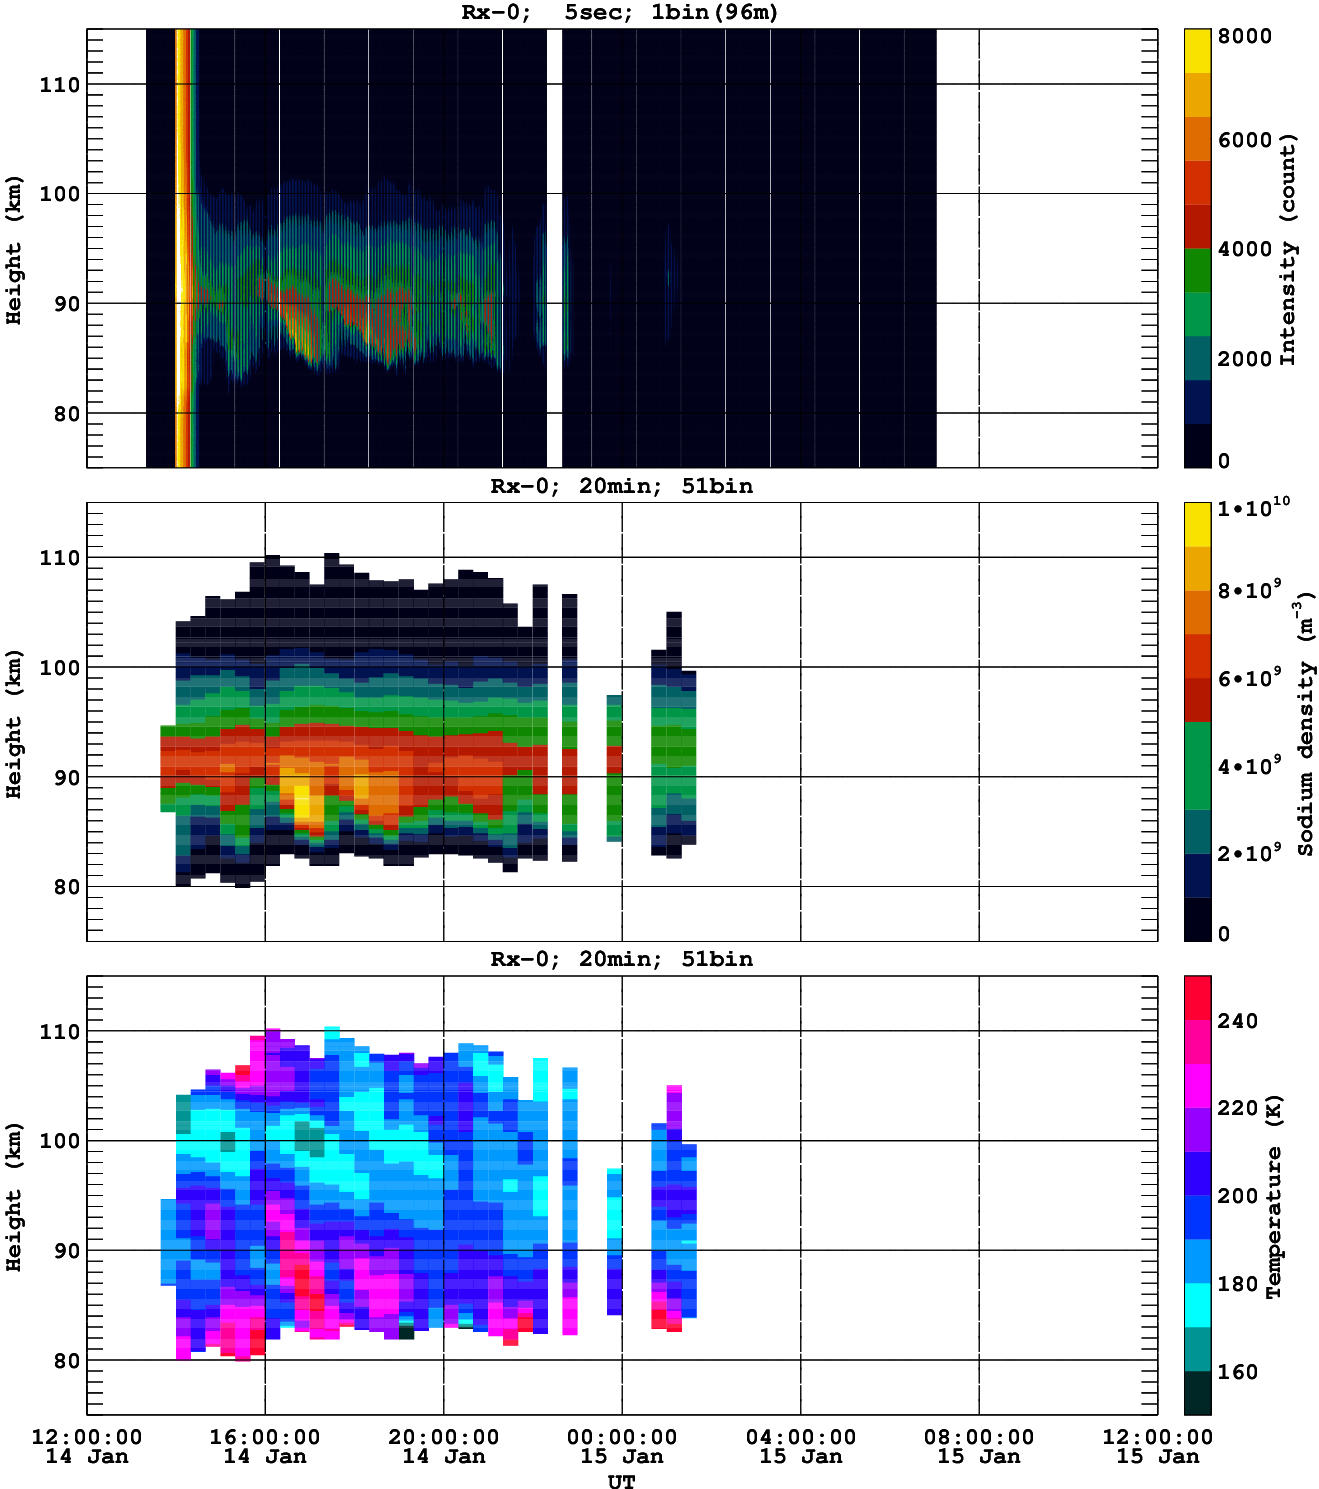 Rx-0;  5sec; 1bin(96m)
110
100
90
80
Height (km)
8000
6000
4000
2000
0
Intensity (count)
Rx-0; 20min; 51bin
110
100
90
80
Height (km)
1•10¹⁰
8•10⁹
6•10⁹
4•10⁹
2•10⁹
0
Sodium density (m⁻³)
Rx-0; 20min; 51bin
110
100
90
80
Height (km)
240
220
200
180
160
Temperature (K)
12:00:00 16:00:00 20:00:00 00:00:00 04:00:00 08:00:00 12:00:00
14 Jan 14 Jan 14 Jan 15 Jan 15 Jan 15 Jan 15 Jan
UT